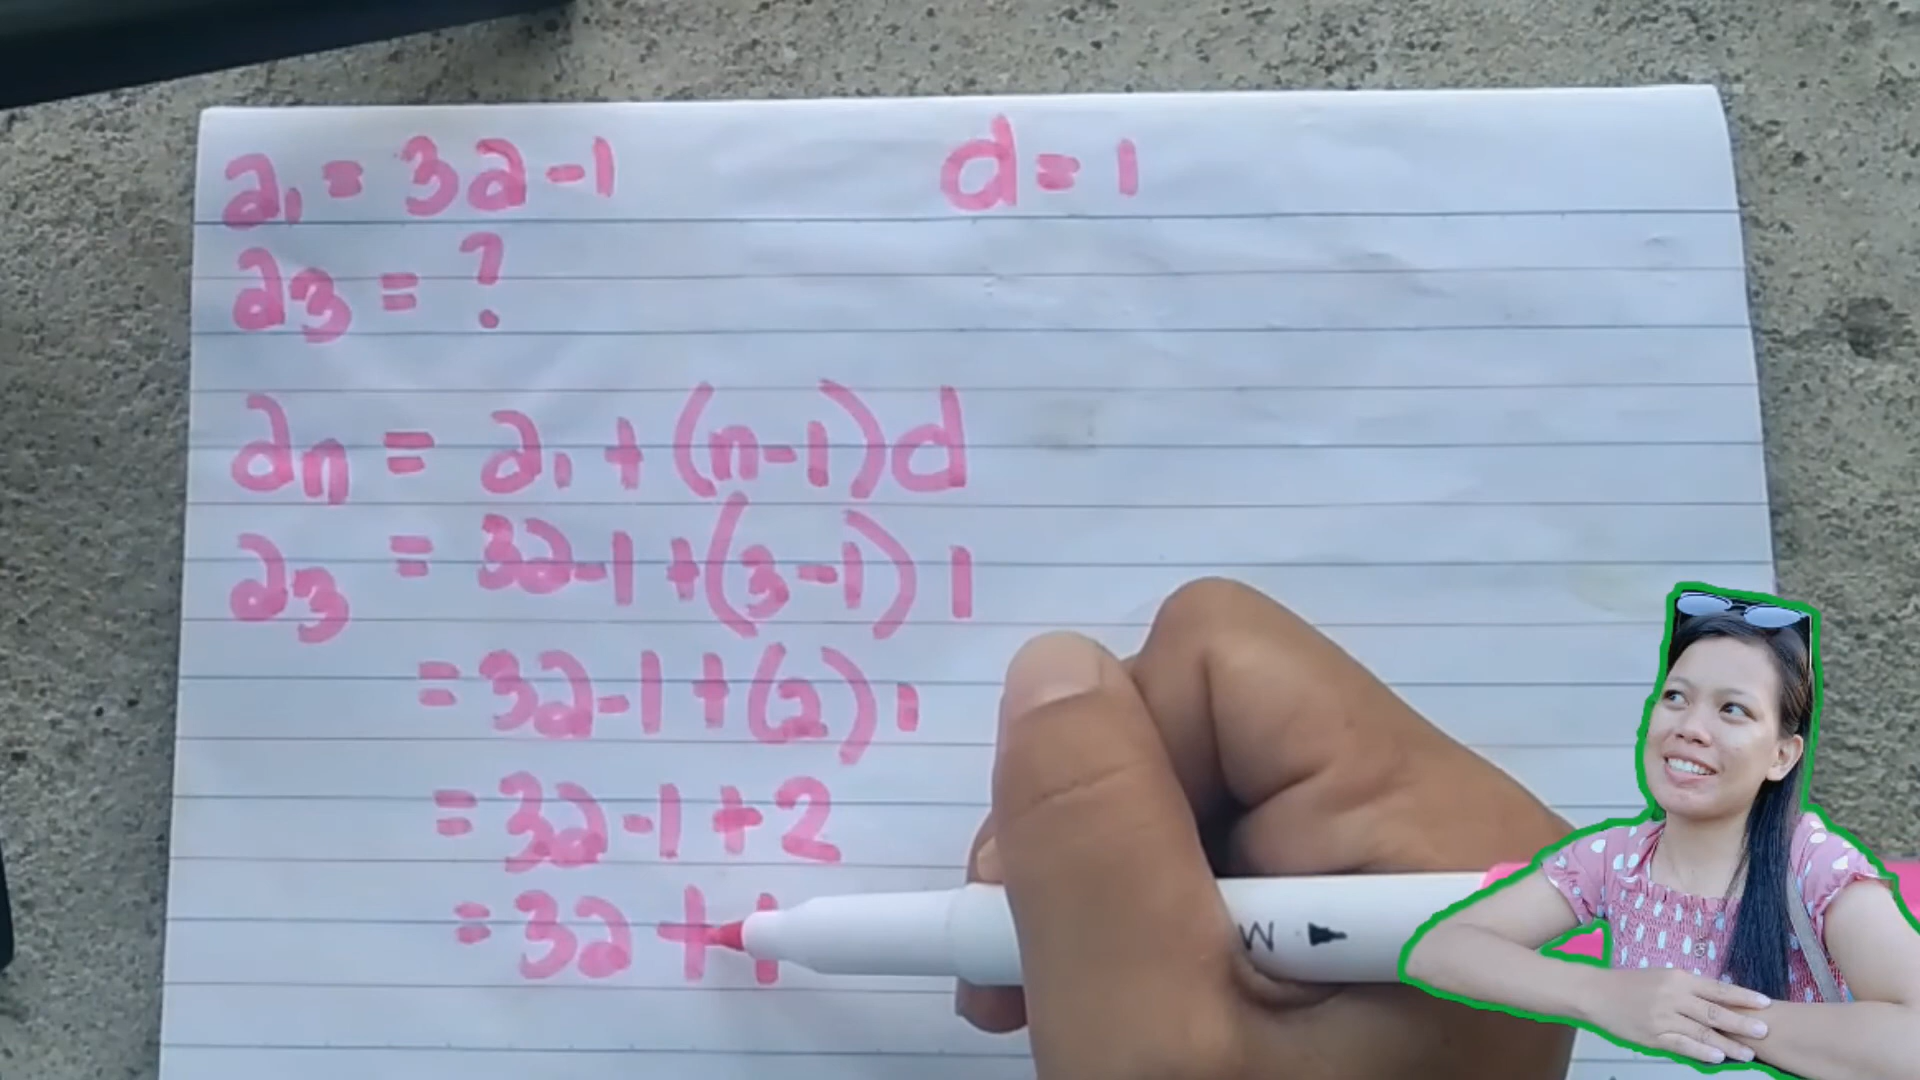 a₁ = 3a - 1 d = 1
a₃ = ?
aₙ = a₁ + (n-1)d
a₃ = 3a-1 + (3-1) 1
= 3a-1 + (2) 1
= 3a-1 + 2
= 3a + 1
M